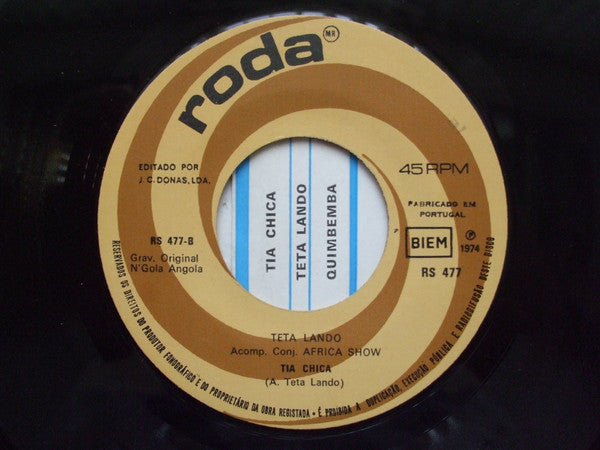 roda MR
EDITADO POR
J. C. DONAS, LDA.
45 RPM
FABRICADO EM
PORTUGAL
RS 477-B
Grav. Original
N'Gola Angola
BIEM
℗
1974
RS 477
TIA CHICA
TETA LANDO
QUIMBEMBA
TETA LANDO
Acomp. Conj. AFRICA SHOW
TIA CHICA
(A. Teta Lando)
RESERVADOS OS DIREITOS DO PRODUTOR FONOGRÁFICO E DO PROPRIETÁRIO DA OBRA REGISTADA • É PROIBIDA A DUPLICAÇÃO, EXECUÇÃO PÚBLICA E RADIODIFUSÃO DESTE DISCO